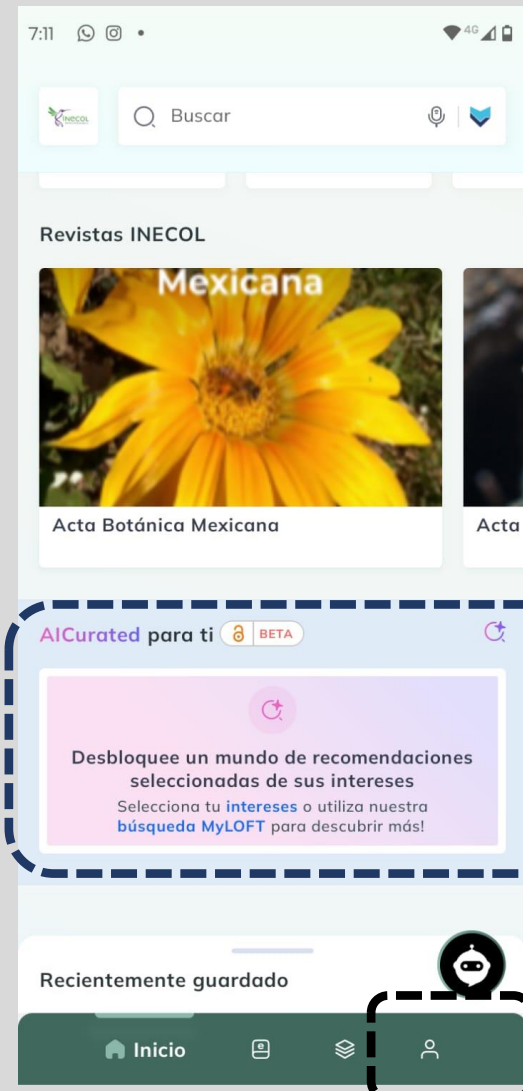 7:11
4G
INECOL
Buscar
Revistas INECOL
Mexicana
Acta Botánica Mexicana
Acta
AICurated para ti BETA
Desbloquee un mundo de recomendaciones
seleccionadas de sus intereses
Selecciona tu intereses o utiliza nuestra
búsqueda MyLOFT para descubrir más!
Recientemente guardado
Inicio